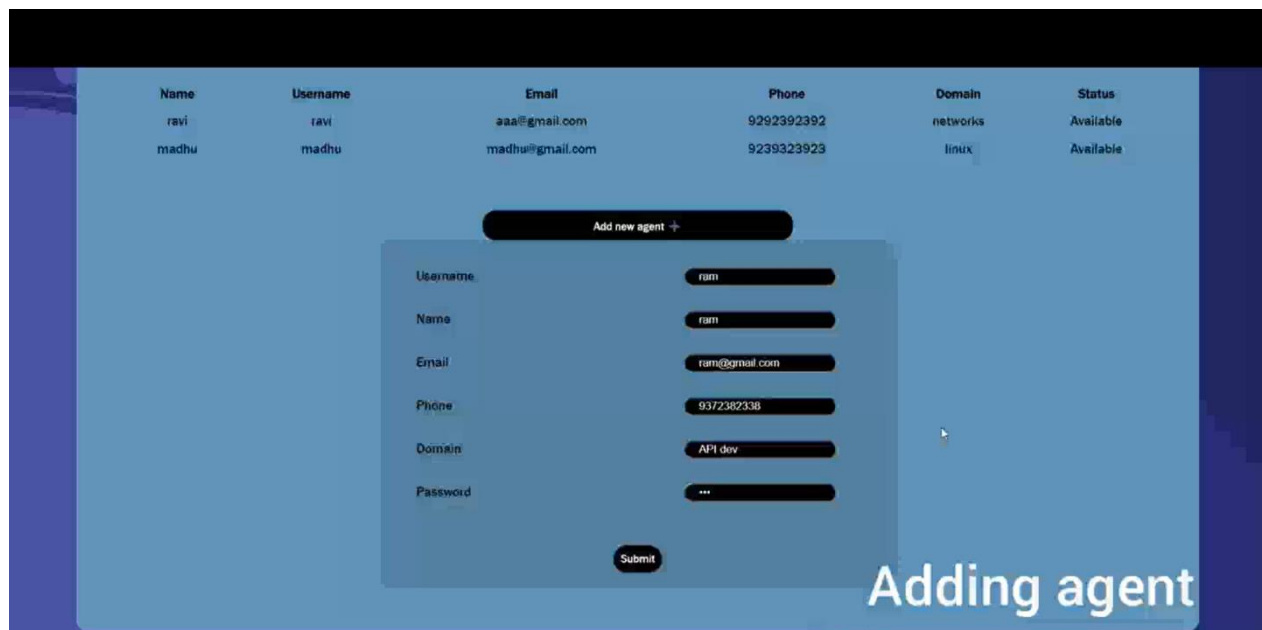 Name Username Email Phone Domain Status
ravi ravi aaa@gmail.com 9292392392 networks Available
madhu madhu madhu@gmail.com 9239323923 linux Available
Add new agent +
Username ram
Name ram
Email ram@gmail.com
Phone 9372382338
Domain API dev
Password •••
Submit
Adding agent